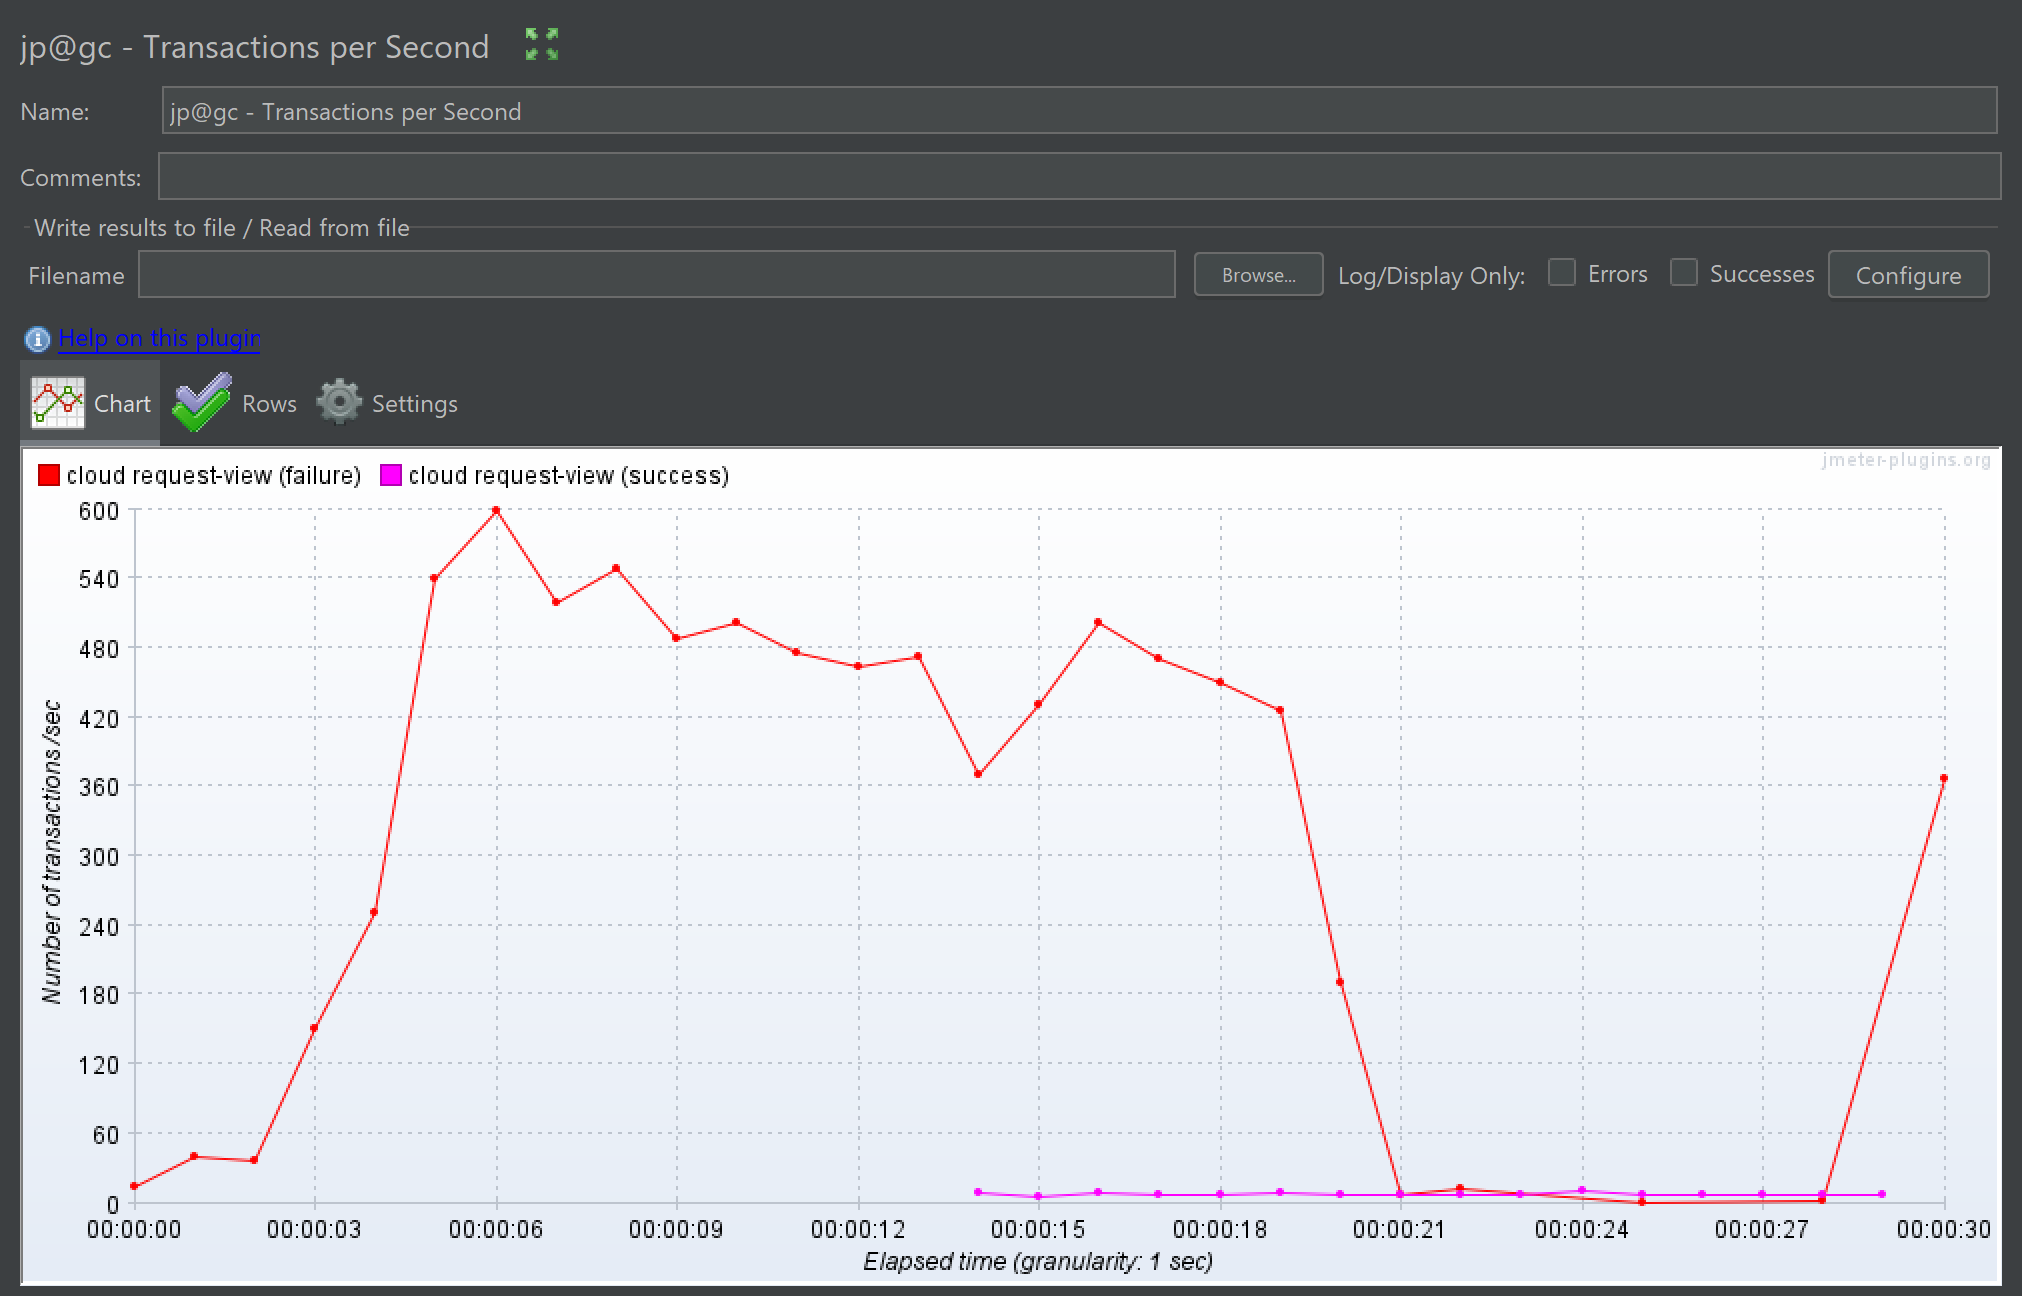 jp@gc - Transactions per Second
Name: jp@gc - Transactions per Second
Comments:
Write results to file / Read from file
Filename Browse... Log/Display Only: Errors Successes Configure
Help on this plugin
Chart Rows Settings
jmeter-plugins.org
cloud request-view (failure) cloud request-view (success)
600
540
480
420
360
300
240
180
120
60
0
Number of transactions /sec
00:00:00 00:00:03 00:00:06 00:00:09 00:00:12 00:00:15 00:00:18 00:00:21 00:00:24 00:00:27 00:00:30
Elapsed time (granularity: 1 sec)